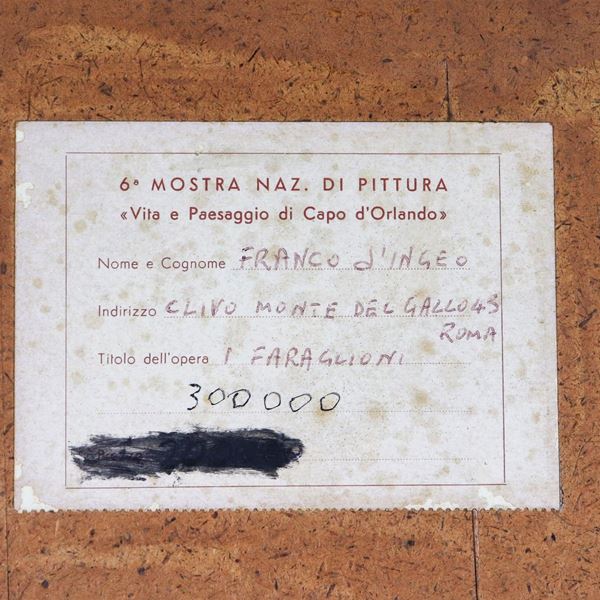 6ª MOSTRA NAZ. DI PITTURA
«Vita e Paesaggio di Capo d'Orlando»
Nome e Cognome FRANCO d'INGEO
Indirizzo CLIVO MONTE DEL GALLO 45
ROMA
Titolo dell'opera I FARAGLIONI
300000